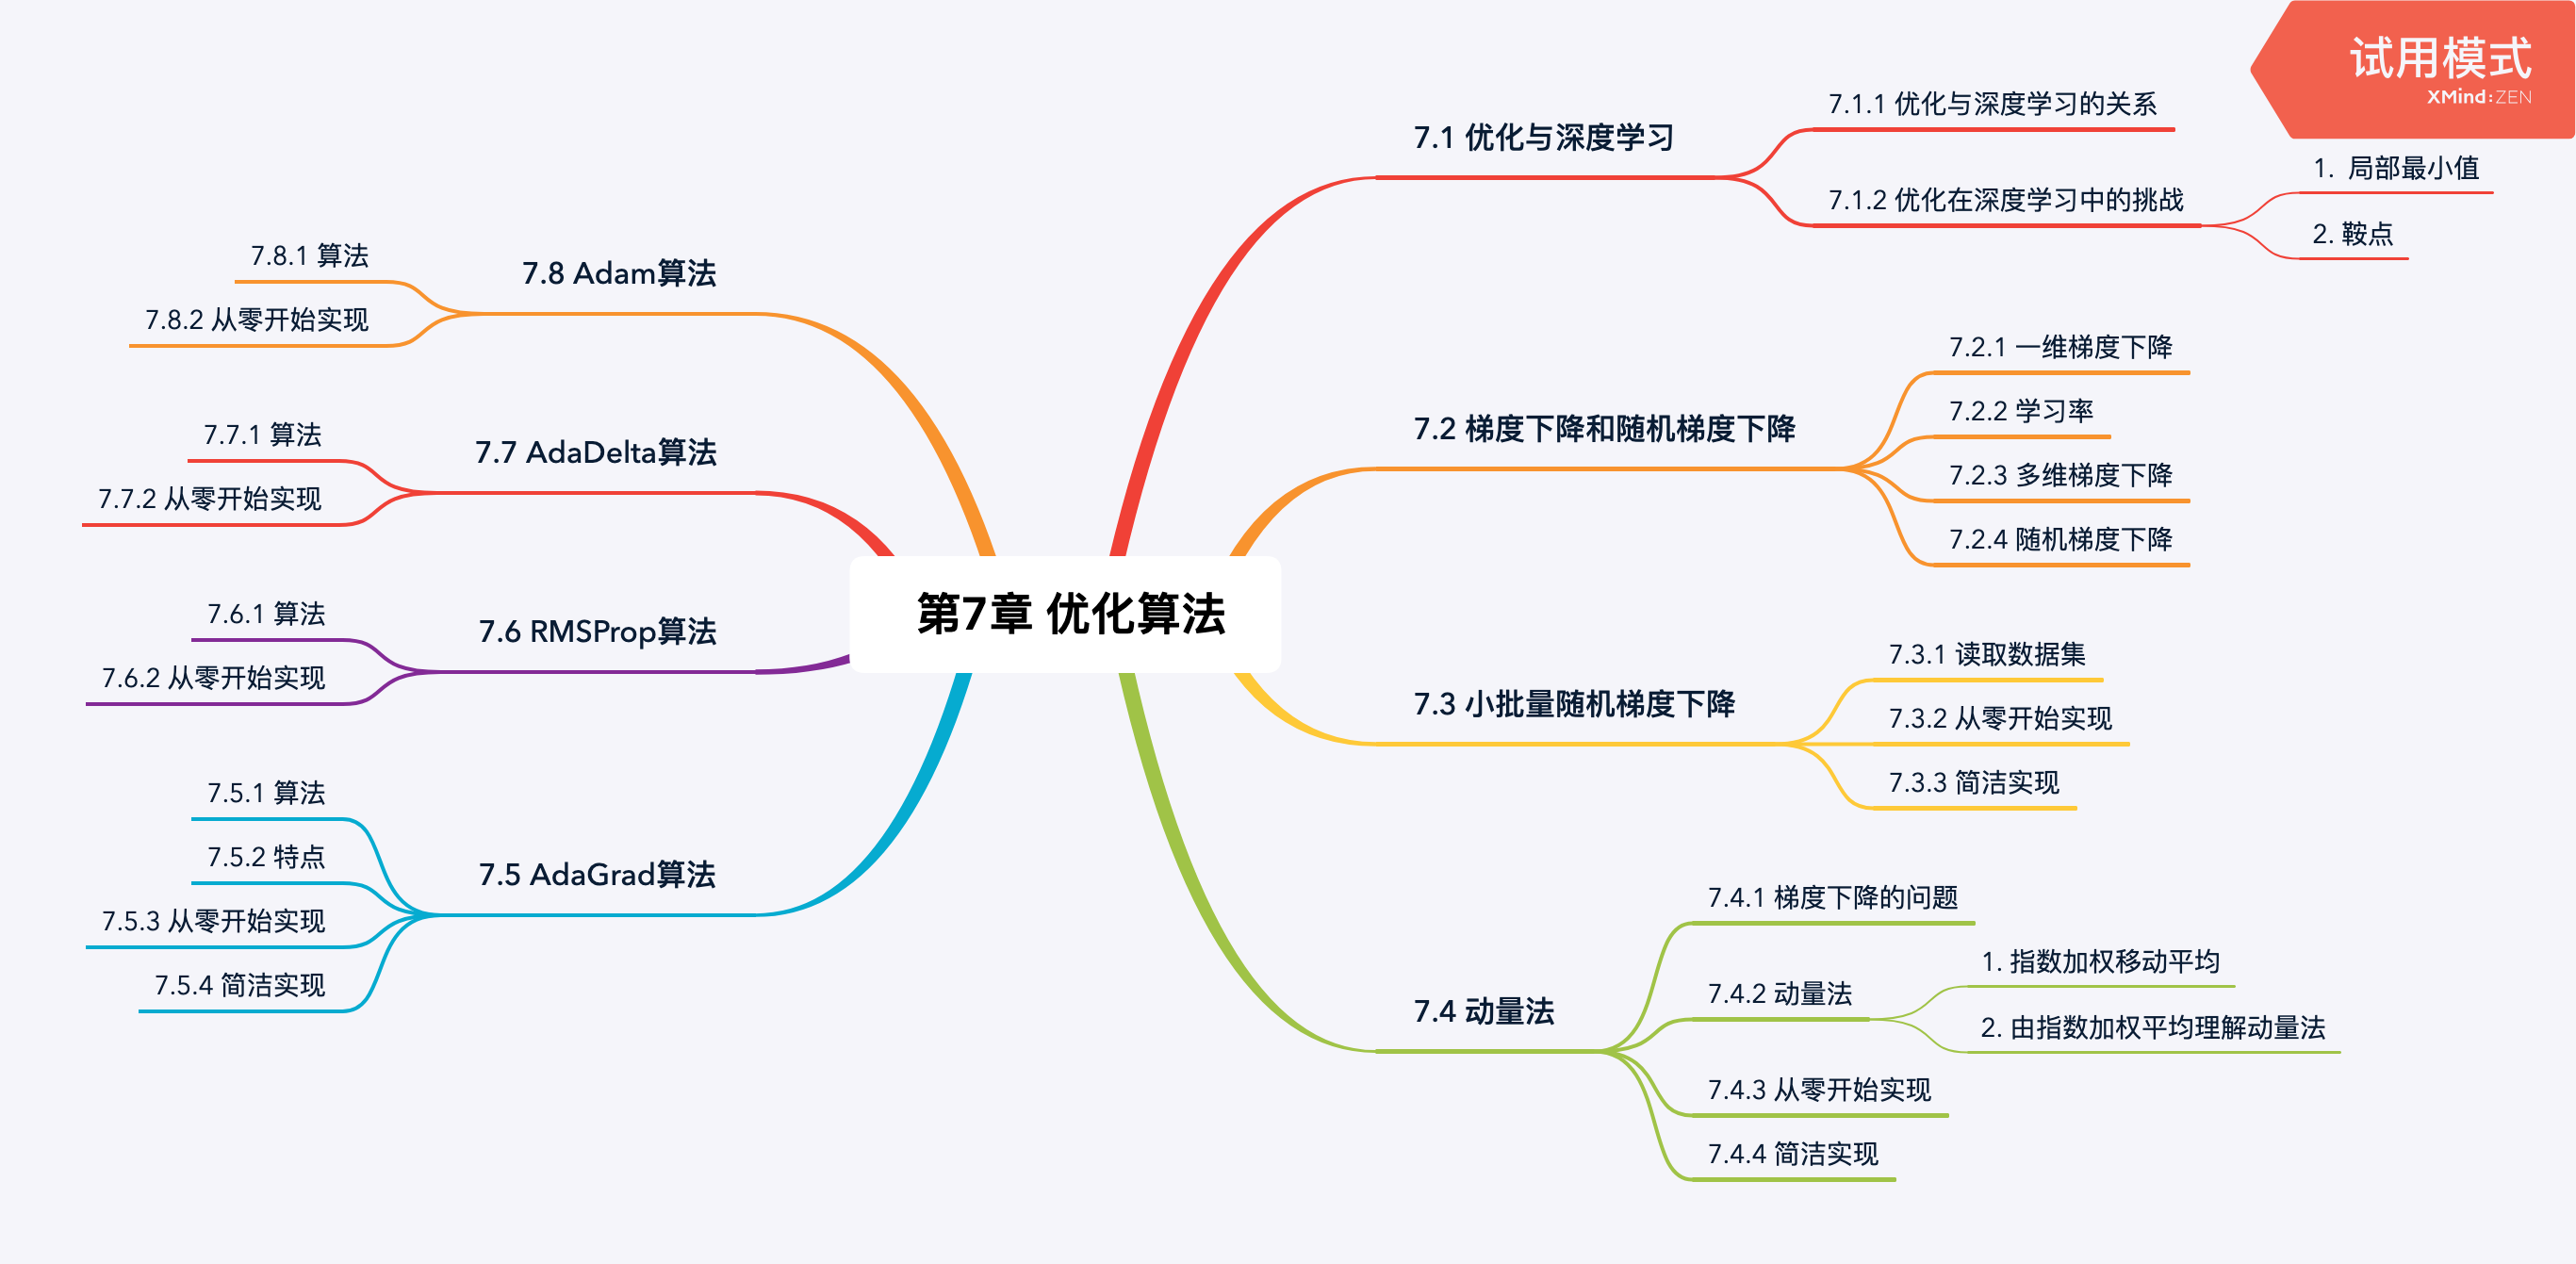 试用模式
XMind:ZEN
第7章 优化算法
7.1 优化与深度学习
7.1.1 优化与深度学习的关系
7.1.2 优化在深度学习中的挑战
1. 局部最小值
2. 鞍点
7.2 梯度下降和随机梯度下降
7.2.1 一维梯度下降
7.2.2 学习率
7.2.3 多维梯度下降
7.2.4 随机梯度下降
7.3 小批量随机梯度下降
7.3.1 读取数据集
7.3.2 从零开始实现
7.3.3 简洁实现
7.4 动量法
7.4.1 梯度下降的问题
7.4.2 动量法
1. 指数加权移动平均
2. 由指数加权平均理解动量法
7.4.3 从零开始实现
7.4.4 简洁实现
7.5 AdaGrad算法
7.5.1 算法
7.5.2 特点
7.5.3 从零开始实现
7.5.4 简洁实现
7.6 RMSProp算法
7.6.1 算法
7.6.2 从零开始实现
7.7 AdaDelta算法
7.7.1 算法
7.7.2 从零开始实现
7.8 Adam算法
7.8.1 算法
7.8.2 从零开始实现